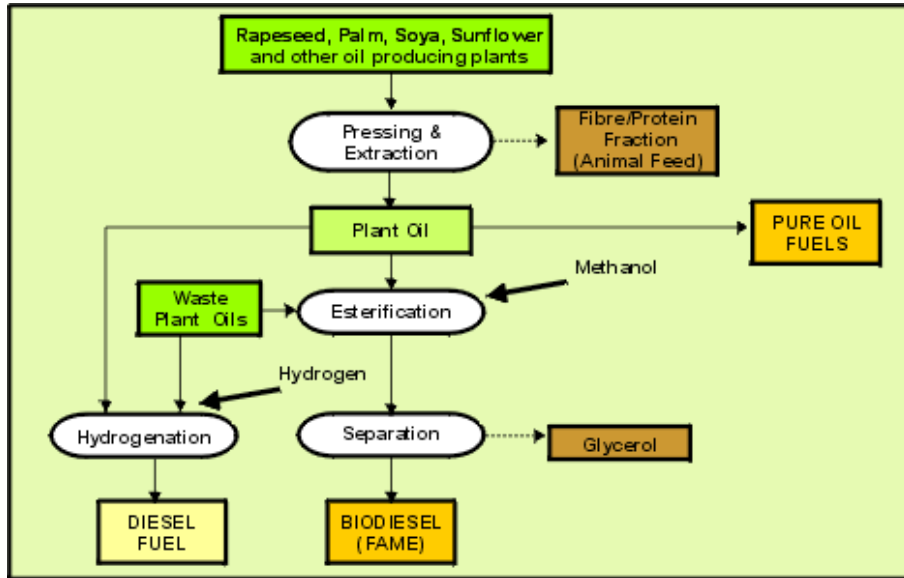 Rapeseed, Palm, Soya, Sunflower
and other oil producing plants
Pressing &
Extraction
Fibre/Protein
Fraction
(Animal Feed)
Plant Oil
PURE OIL
FUELS
Methanol
Waste
Plant Oils
Esterification
Hydrogen
Hydrogenation
Separation
Glycerol
DIESEL
FUEL
BIODIESEL
(FAME)